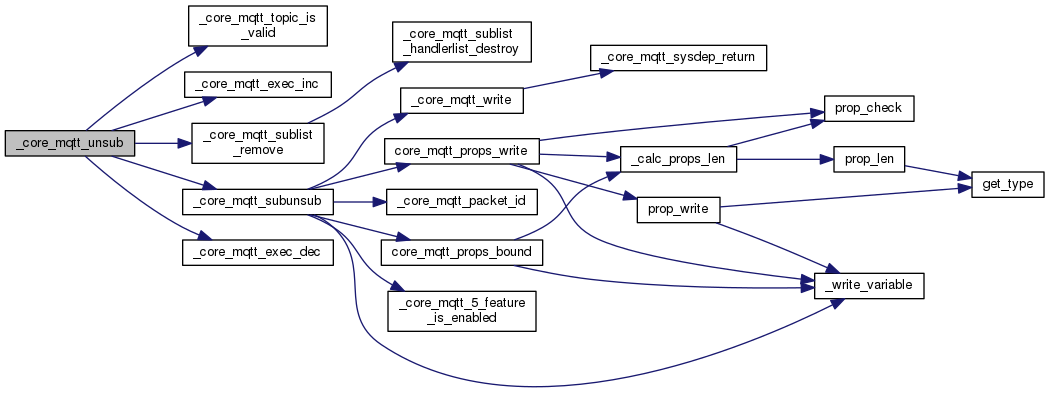 _core_mqtt_unsub
_core_mqtt_topic_is
_valid
_core_mqtt_exec_inc
_core_mqtt_sublist
_remove
_core_mqtt_subunsub
_core_mqtt_exec_dec
_core_mqtt_sublist
_handlerlist_destroy
_core_mqtt_write
core_mqtt_props_write
_core_mqtt_packet_id
core_mqtt_props_bound
_core_mqtt_5_feature
_is_enabled
_core_mqtt_sysdep_return
_calc_props_len
prop_write
prop_check
prop_len
_write_variable
get_type